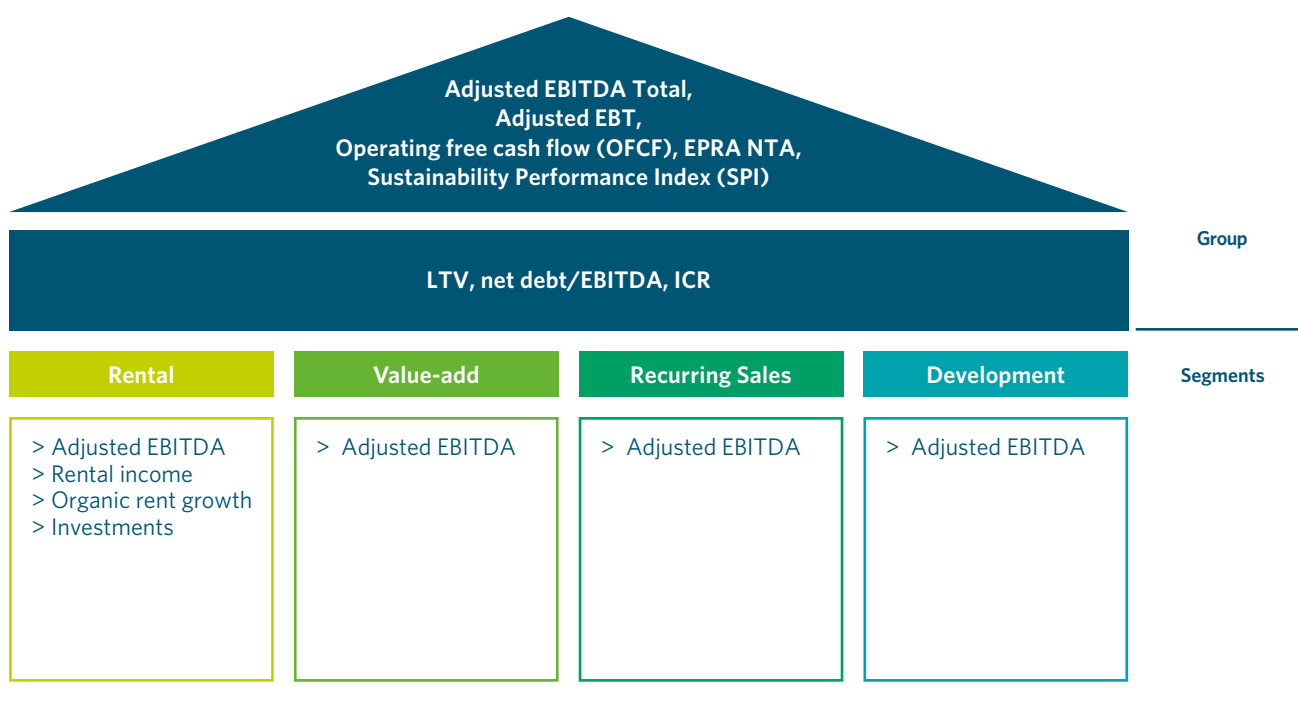 Adjusted EBITDA Total,
Adjusted EBT,
Operating free cash flow (OFCF), EPRA NTA,
Sustainability Performance Index (SPI)
Group
LTV, net debt/EBITDA, ICR
Rental
Value-add
Recurring Sales
Development
Segments
> Adjusted EBITDA
> Rental income
> Organic rent growth
> Investments
> Adjusted EBITDA
> Adjusted EBITDA
> Adjusted EBITDA